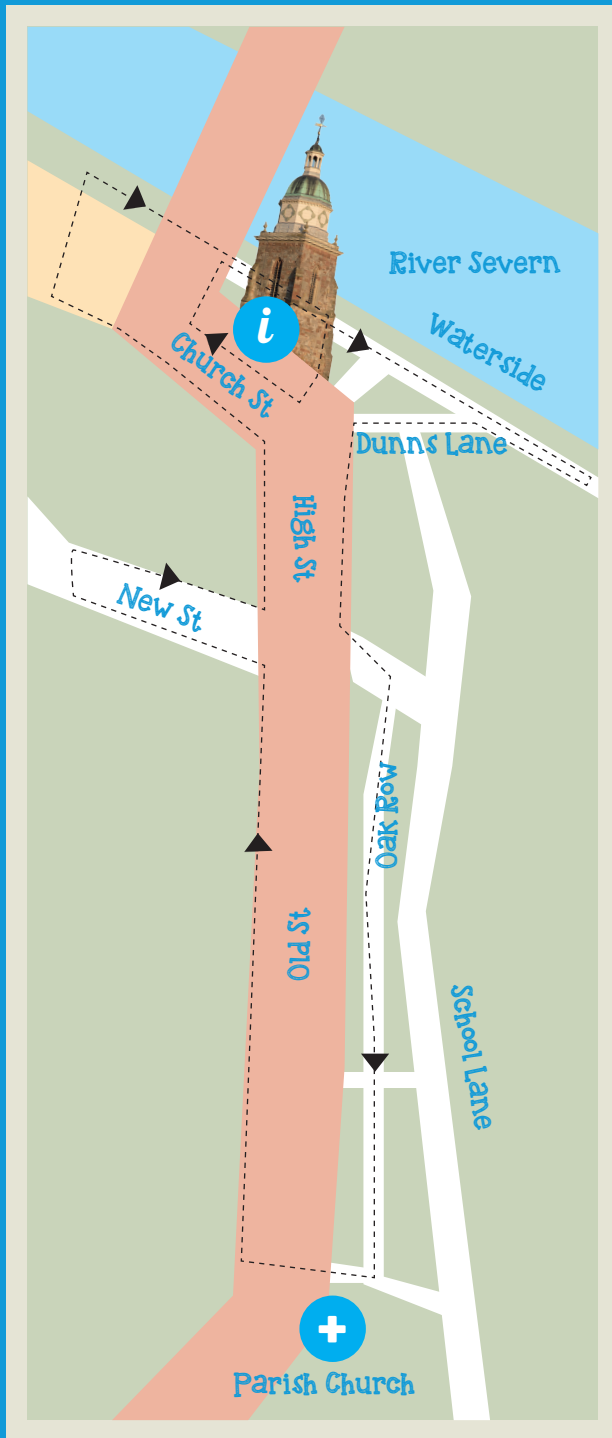 River Severn
Waterside
i
Church St
Dunns Lane
High St
New St
Oak Row
Old St
School Lane
Parish Church